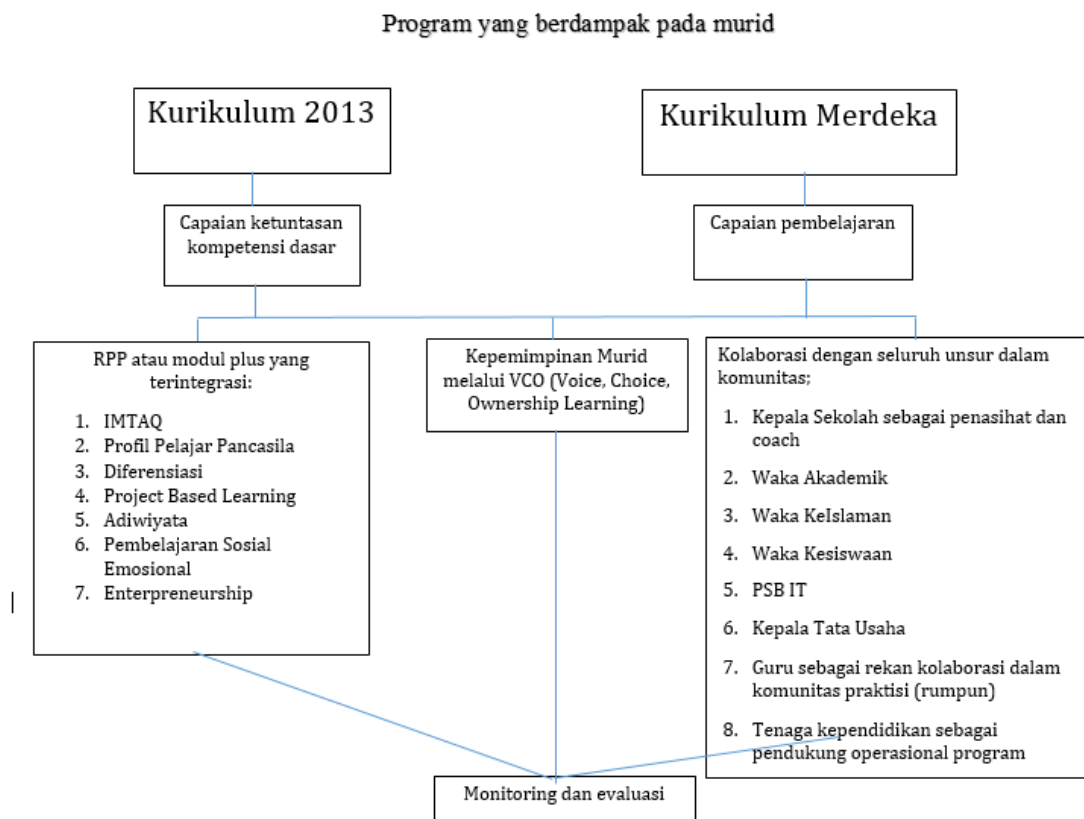 Program yang berdampak pada murid
Kurikulum 2013
Kurikulum Merdeka
Capaian ketuntasan
kompetensi dasar
Capaian pembelajaran
RPP atau modul plus yang
terintegrasi:
1. IMTAQ
2. Profil Pelajar Pancasila
3. Diferensiasi
4. Project Based Learning
5. Adiwiyata
6. Pembelajaran Sosial
Emosional
7. Enterpreneurship
Kepemimpinan Murid
melalui VCO (Voice, Choice,
Ownership Learning)
Kolaborasi dengan seluruh unsur dalam
komunitas;
1. Kepala Sekolah sebagai penasihat dan
coach
2. Waka Akademik
3. Waka KeIslaman
4. Waka Kesiswaan
5. PSB IT
6. Kepala Tata Usaha
7. Guru sebagai rekan kolaborasi dalam
komunitas praktisi (rumpun)
8. Tenaga kependidikan sebagai
pendukung operasional program
Monitoring dan evaluasi